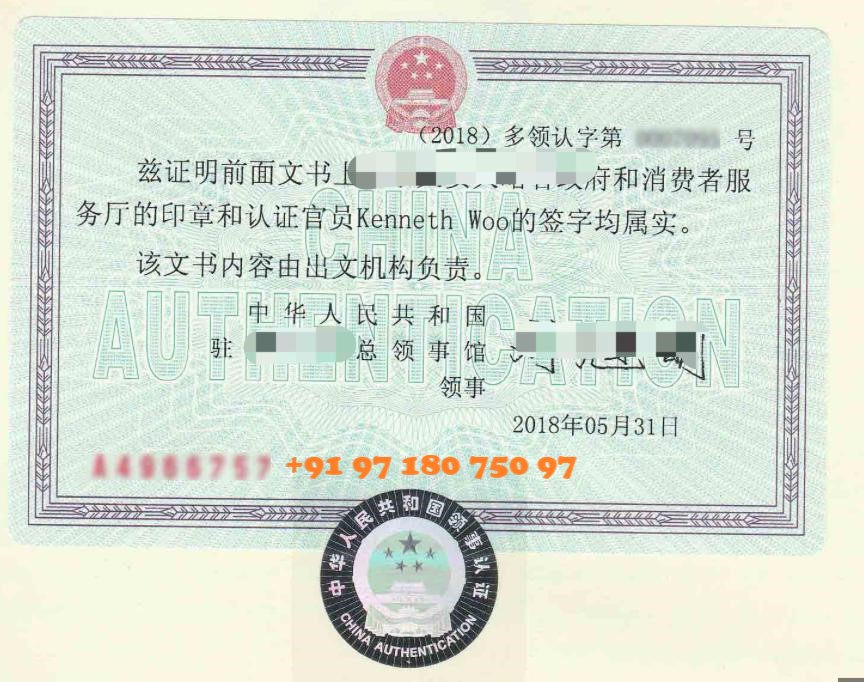 (2018)多领认字第 号
兹证明前面文书上 府和消费者服
务厅的印章和认证官员Kenneth Woo的签字均属实。
该文书内容由出文机构负责。
CHINA
AUTHENTICATION
中华人民共和国
驻 总领事馆
领事
2018年05月31日
A4966757
+91 97 180 750 97
中华人民共和国领事认证
CHINA AUTHENTICATION